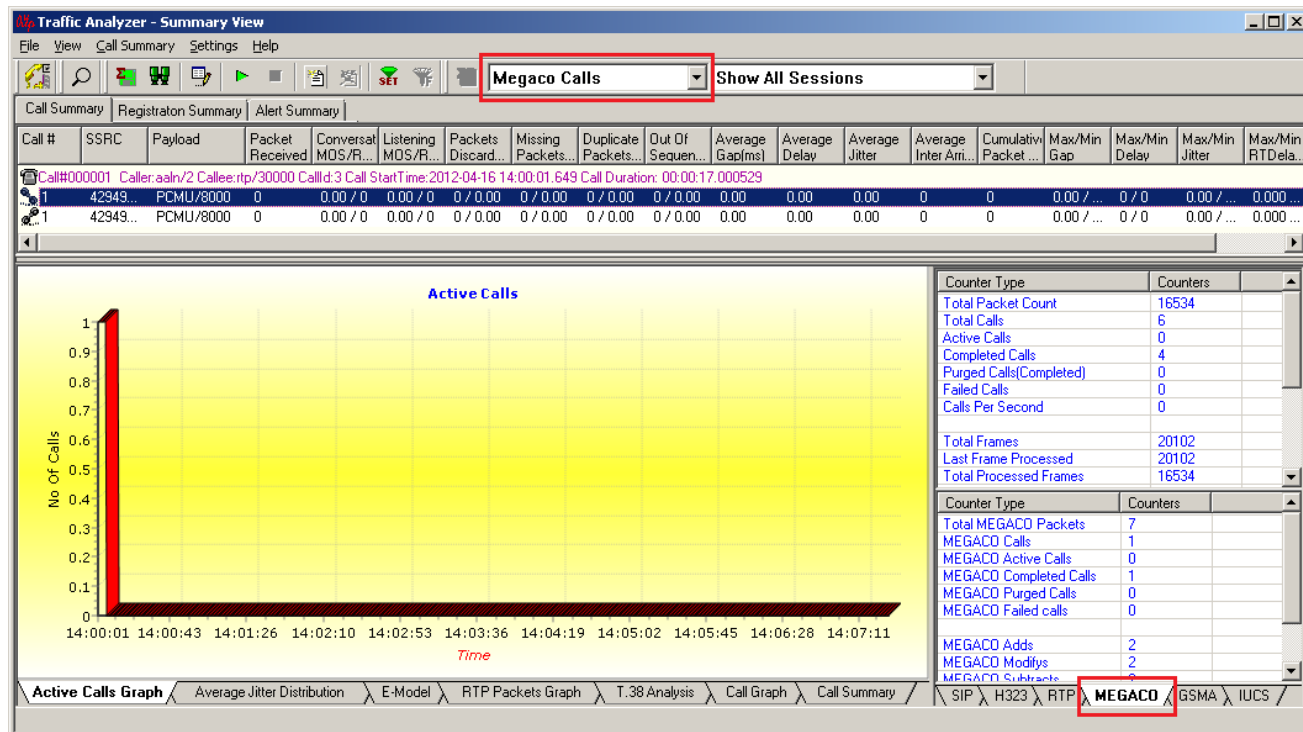 Traffic Analyzer - Summary View
File View Call Summary Settings Help
SET Megaco Calls Show All Sessions
Call Summary Registraton Summary Alert Summary
Call # SSRC Payload Packet Received Conversat MOS/R... Listening MOS/R... Packets Discard... Missing Packets... Duplicate Packets... Out Of Sequen... Average Gap(ms) Average Delay Average Jitter Average Inter Arri... Cumulativ Packet ... Max/Min Gap Max/Min Delay Max/Min Jitter Max/Min RTDela...
Call#000001 Caller:aaln/2 Callee:rtp/30000 CallId:3 Call StartTime:2012-04-16 14:00:01.649 Call Duration: 00:00:17.000529
1 42949... PCMU/8000 0 0.00 / 0 0.00 / 0 0 / 0.00 0 / 0.00 0 / 0.00 0 / 0.00 0.00 0.00 0.00 0 0 0.00 / ... 0 / 0 0.00 / ... 0.000 ...
1 42949... PCMU/8000 0 0.00 / 0 0.00 / 0 0 / 0.00 0 / 0.00 0 / 0.00 0 / 0.00 0.00 0.00 0.00 0 0 0.00 / ... 0 / 0 0.00 / ... 0.000 ...
Active Calls
No Of Calls
1
0.9
0.8
0.7
0.6
0.5
0.4
0.3
0.2
0.1
0
14:00:01 14:00:43 14:01:26 14:02:10 14:02:53 14:03:36 14:04:19 14:05:02 14:05:45 14:06:28 14:07:11
Time
Active Calls Graph Average Jitter Distribution E-Model RTP Packets Graph T.38 Analysis Call Graph Call Summary
Counter Type Counters
Total Packet Count 16534
Total Calls 6
Active Calls 0
Completed Calls 4
Purged Calls(Completed) 0
Failed Calls 0
Calls Per Second 0
Total Frames 20102
Last Frame Processed 20102
Total Processed Frames 16534
Counter Type Counters
Total MEGACO Packets 7
MEGACO Calls 1
MEGACO Active Calls 0
MEGACO Completed Calls 1
MEGACO Purged Calls 0
MEGACO Failed calls 0
MEGACO Adds 2
MEGACO Modifys 2
MEGACO Subtracts
SIP H323 RTP MEGACO GSMA IUCS